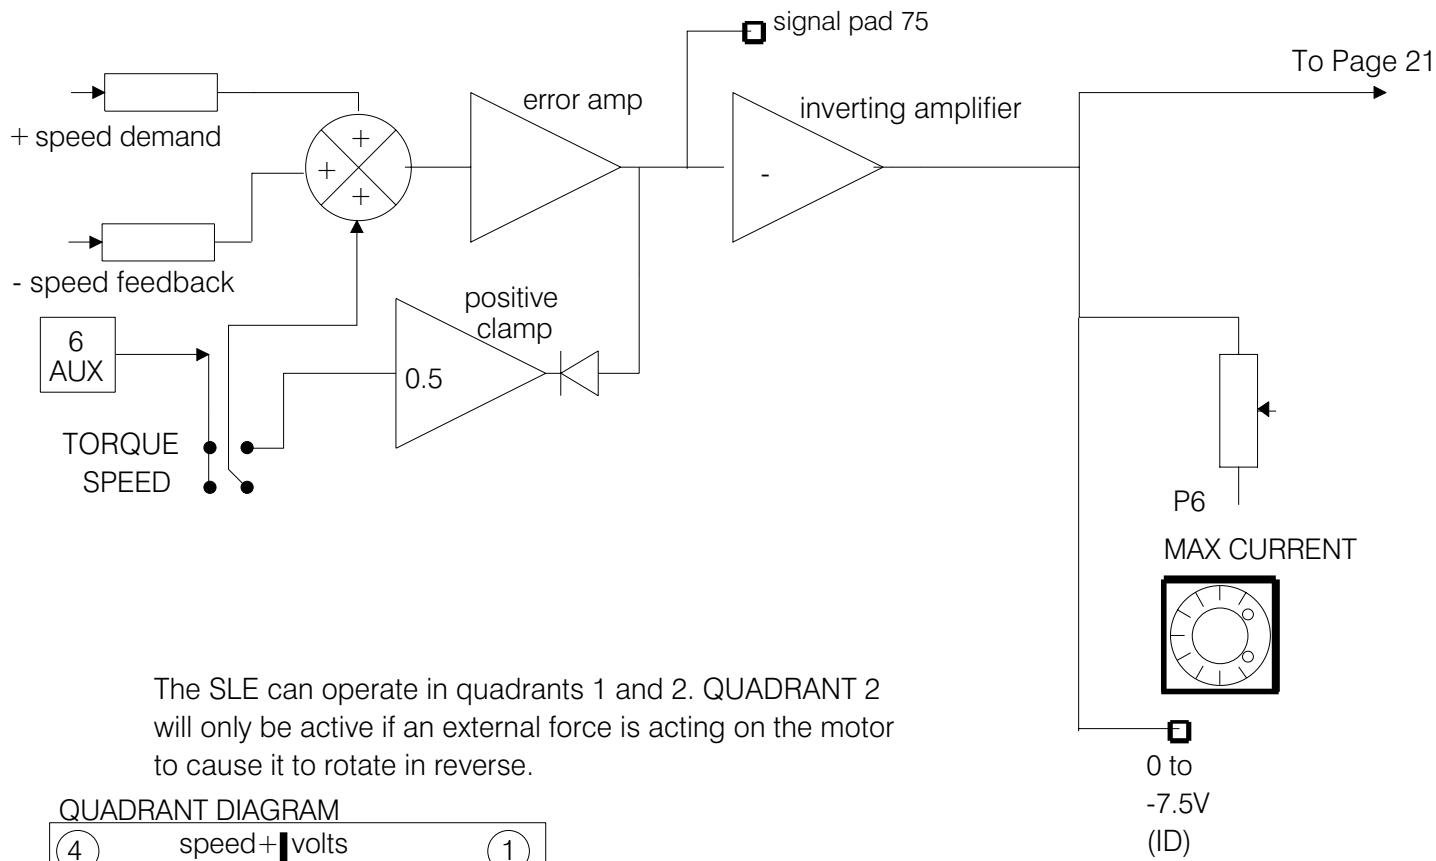 signal pad 75
To Page 21
error amp
inverting amplifier
+ speed demand
+
+
+
-
- speed feedback
positive
clamp
6
AUX
0.5
TORQUE
SPEED
P6
MAX CURRENT
The SLE can operate in quadrants 1 and 2. QUADRANT 2
will only be active if an external force is acting on the motor
to cause it to rotate in reverse.
0 to
-7.5V
(ID)
QUADRANT DIAGRAM
4 speed+ volts 1